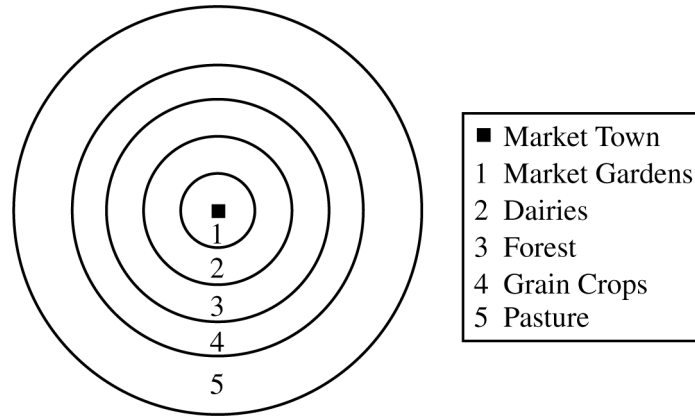 1
2
3
4
5
■ Market Town
1 Market Gardens
2 Dairies
3 Forest
4 Grain Crops
5 Pasture